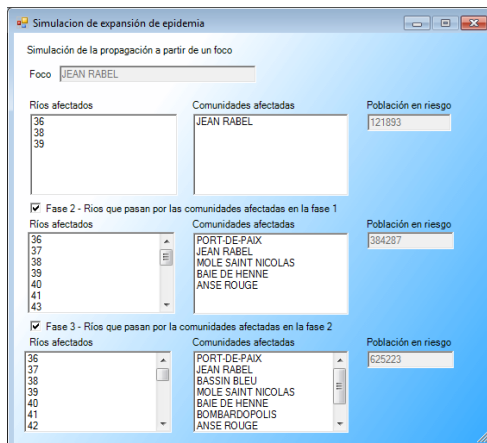 Simulacion de expansión de epidemia
Simulación de la propagación a partir de un foco
Foco JEAN RABEL
Ríos afectados Comunidades afectadas Población en riesgo
36 JEAN RABEL 121893
38
39
Fase 2 - Rios que pasan por las comunidades afectadas en la fase 1
Ríos afectados Comunidades afectadas Población en riesgo
36 PORT-DE-PAIX 384287
37 JEAN RABEL
38 MOLE SAINT NICOLAS
39 BAIE DE HENNE
40 ANSE ROUGE
41
43
Fase 3 - Ríos que pasan por la comunidades afectadas en la fase 2
Ríos afectados Comunidades afectadas Población en riesgo
36 PORT-DE-PAIX 625223
37 JEAN RABEL
38 BASSIN BLEU
39 MOLE SAINT NICOLAS
40 BAIE DE HENNE
41 BOMBARDOPOLIS
42 ANSE ROUGE